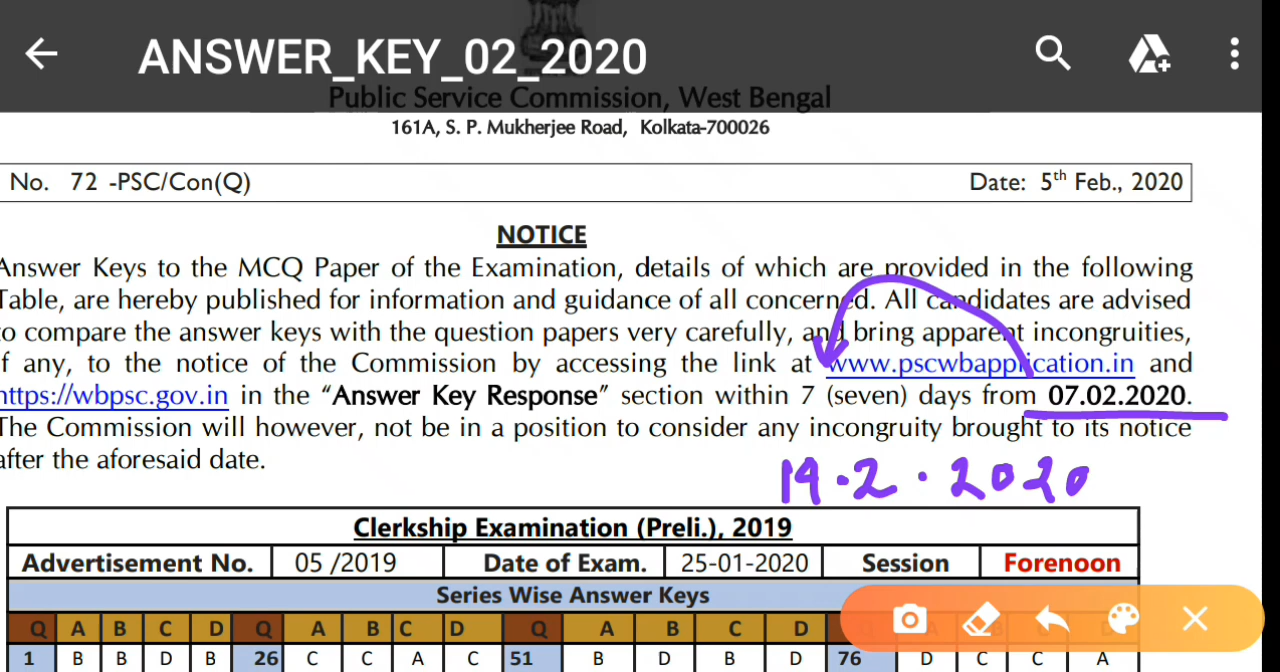 ANSWER_KEY_02_2020
Public Service Commission, West Bengal
161A, S. P. Mukherjee Road, Kolkata-700026
No. 72 -PSC/Con(Q) Date: 5th Feb., 2020
NOTICE
Answer Keys to the MCQ Paper of the Examination, details of which are provided in the following
Table, are hereby published for information and guidance of all concerned. All candidates are advised
to compare the answer keys with the question papers very carefully, and bring apparent incongruities,
if any, to the notice of the Commission by accessing the link at www.pscwbapplication.in and
https://wbpsc.gov.in in the “Answer Key Response” section within 7 (seven) days from 07.02.2020.
The Commission will however, not be in a position to consider any incongruity brought to its notice
after the aforesaid date.
14.2.2020
Clerkship Examination (Preli.), 2019
Advertisement No. 05 /2019 Date of Exam. 25-01-2020 Session Forenoon
Series Wise Answer Keys
Q A B C D Q A B C D Q A B C D
1 B B D B 26 C C A C 51 B D B D 76 D C C A